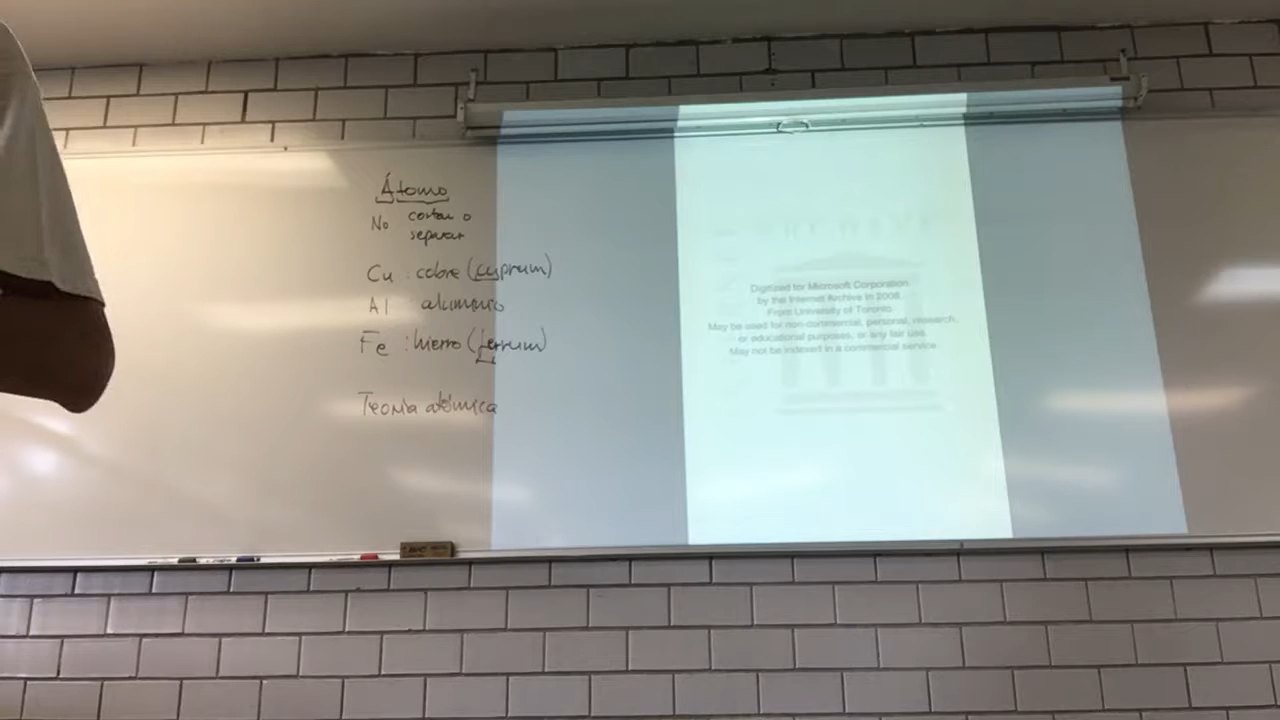 Átomo
No cortar o
separar
Cu : cobre (cuprum)
Al : aluminio
Fe : hierro (ferrum)
Teoría atómica
Digitized for Microsoft Corporation
by the Internet Archive in 2008.
From University of Toronto.
May be used for non-commercial, personal, research,
or educational purposes, or any fair use.
May not be indexed in a commercial service.